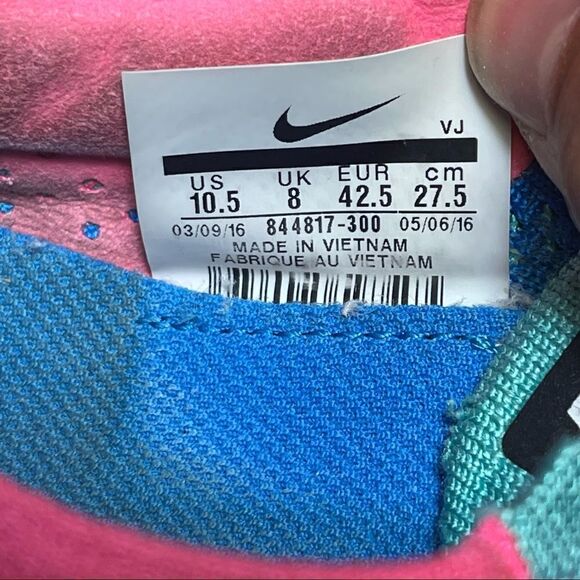 VJ
US UK EUR cm
10.5 8 42.5 27.5
03/09/16 844817-300 05/06/16
MADE IN VIETNAM
FABRIQUE AU VIETNAM